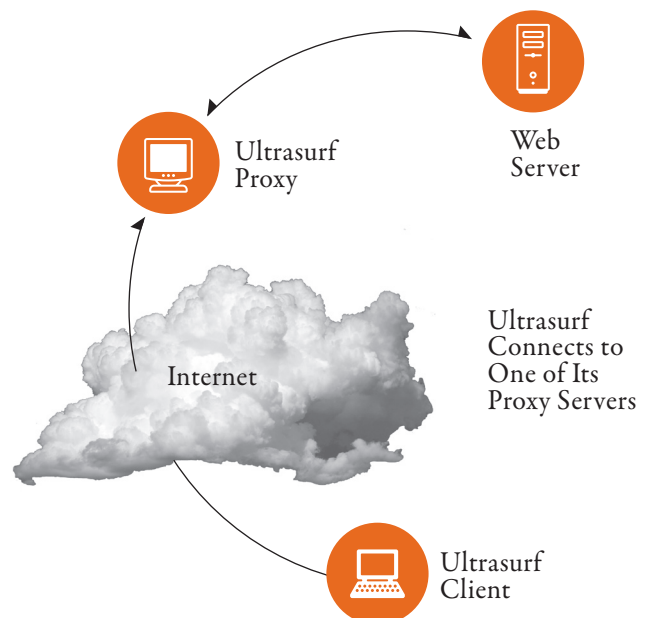 Web
Server
Ultrasurf
Proxy
Internet
Ultrasurf
Connects to
One of Its
Proxy Servers
Ultrasurf
Client